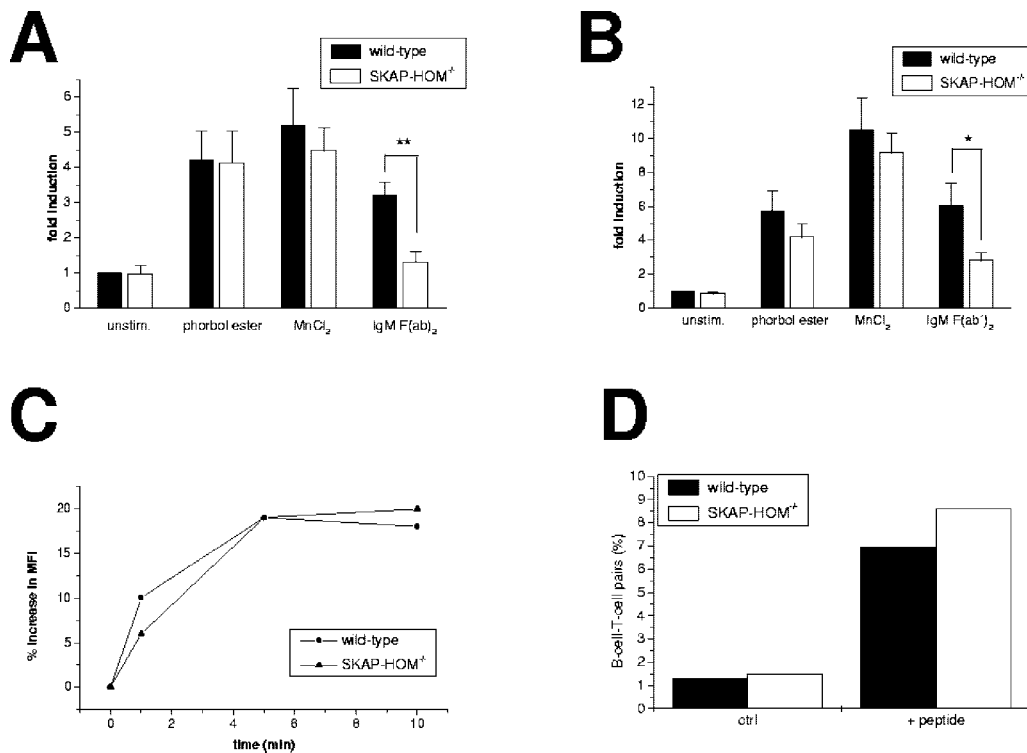 A
wild-type
SKAP-HOM-/-
fold Induction
6
5
4
3
2
1
0
**
unstim.
phorbol ester
MnCl2
IgM F(ab)2
B
wild-type
SKAP-HOM-/-
fold Induction
12
10
8
6
4
2
0
*
unstim.
phorbol ester
MnCl2
IgM F(ab´)2
C
% Increase In MFI
20
15
10
5
0
wild-type
SKAP-HOM-/-
0
2
4
6
8
10
time (min)
D
B-cell-T-cell pairs (%)
10
9
8
7
6
5
4
3
2
1
0
wild-type
SKAP-HOM-/-
ctrl
+ peptide